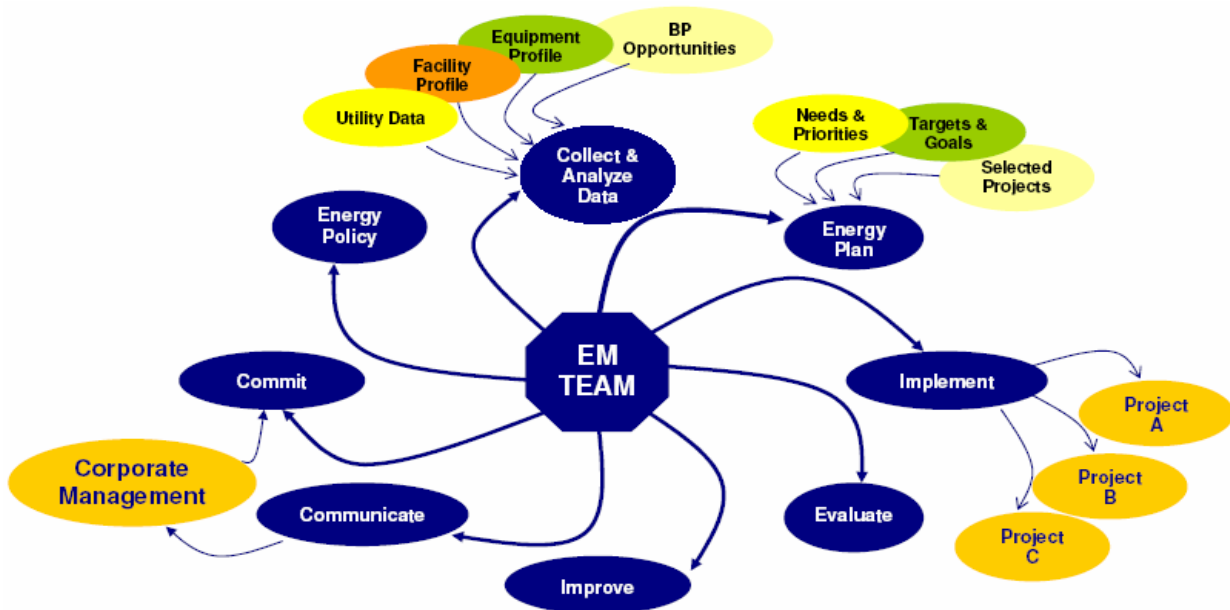 BP
Opportunities
Equipment
Profile
Facility
Profile
Utility Data
Needs &
Priorities
Targets &
Goals
Selected
Projects
Collect &
Analyze
Data
Energy
Policy
Energy
Plan
EM
TEAM
Commit
Implement
Project
A
Corporate
Management
Project
B
Communicate
Evaluate
Project
C
Improve